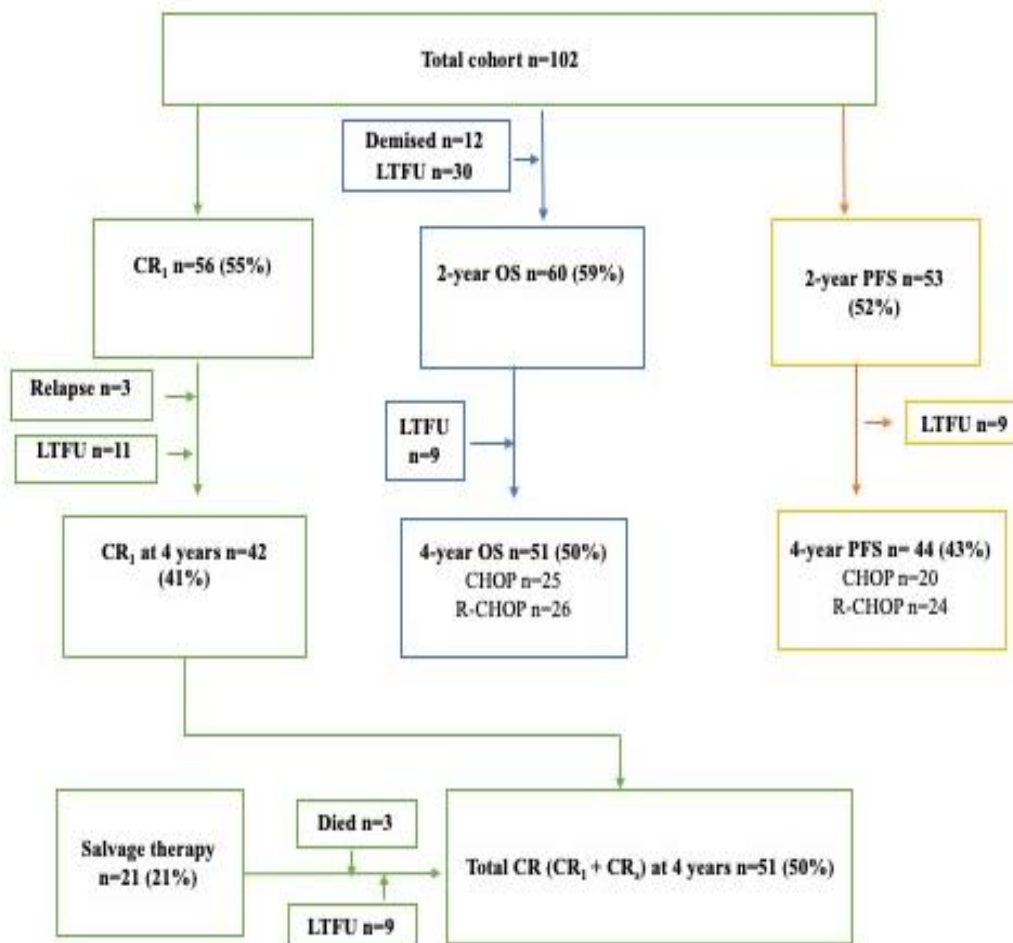 Total cohort n=102
Demised n=12
LTFU n=30
CR₁ n=56 (55%)
2-year OS n=60 (59%)
2-year PFS n=53
(52%)
Relapse n=3
LTFU n=11
LTFU
n=9
LTFU n=9
CR₁ at 4 years n=42
(41%)
4-year OS n=51 (50%)
CHOP n=25
R-CHOP n=26
4-year PFS n= 44 (43%)
CHOP n=20
R-CHOP n=24
Salvage therapy
n=21 (21%)
Died n=3
LTFU n=9
Total CR (CR₁ + CRₛ) at 4 years n=51 (50%)